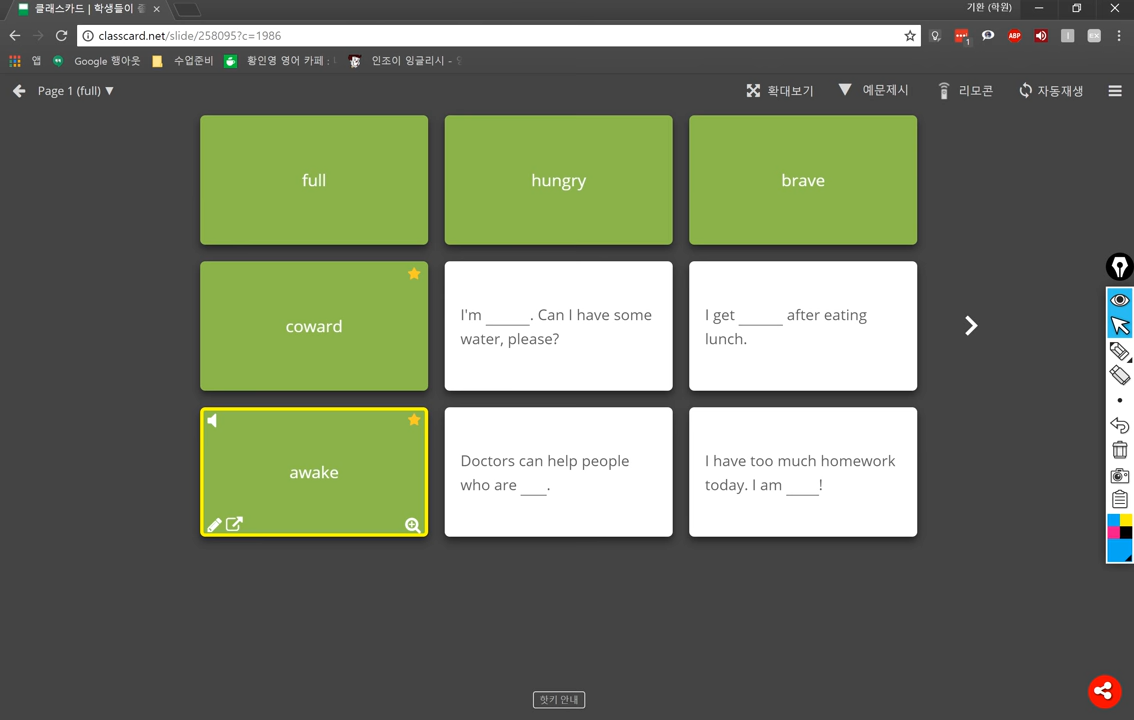 클래스카드 | 학생들이
기환 (학원)
classcard.net/slide/258095?c=1986
앱 Google 행아웃 수업준비 황인영 영어 카페 : 인조이 잉글리시 -
Page 1 (full) ▼ 확대보기 ▼ 예문제시 리모콘 자동재생
full hungry brave
coward
I'm ______. Can I have some
water, please?
I get ______ after eating
lunch.
awake
Doctors can help people
who are ____.
I have too much homework
today. I am _____!
핫키 안내